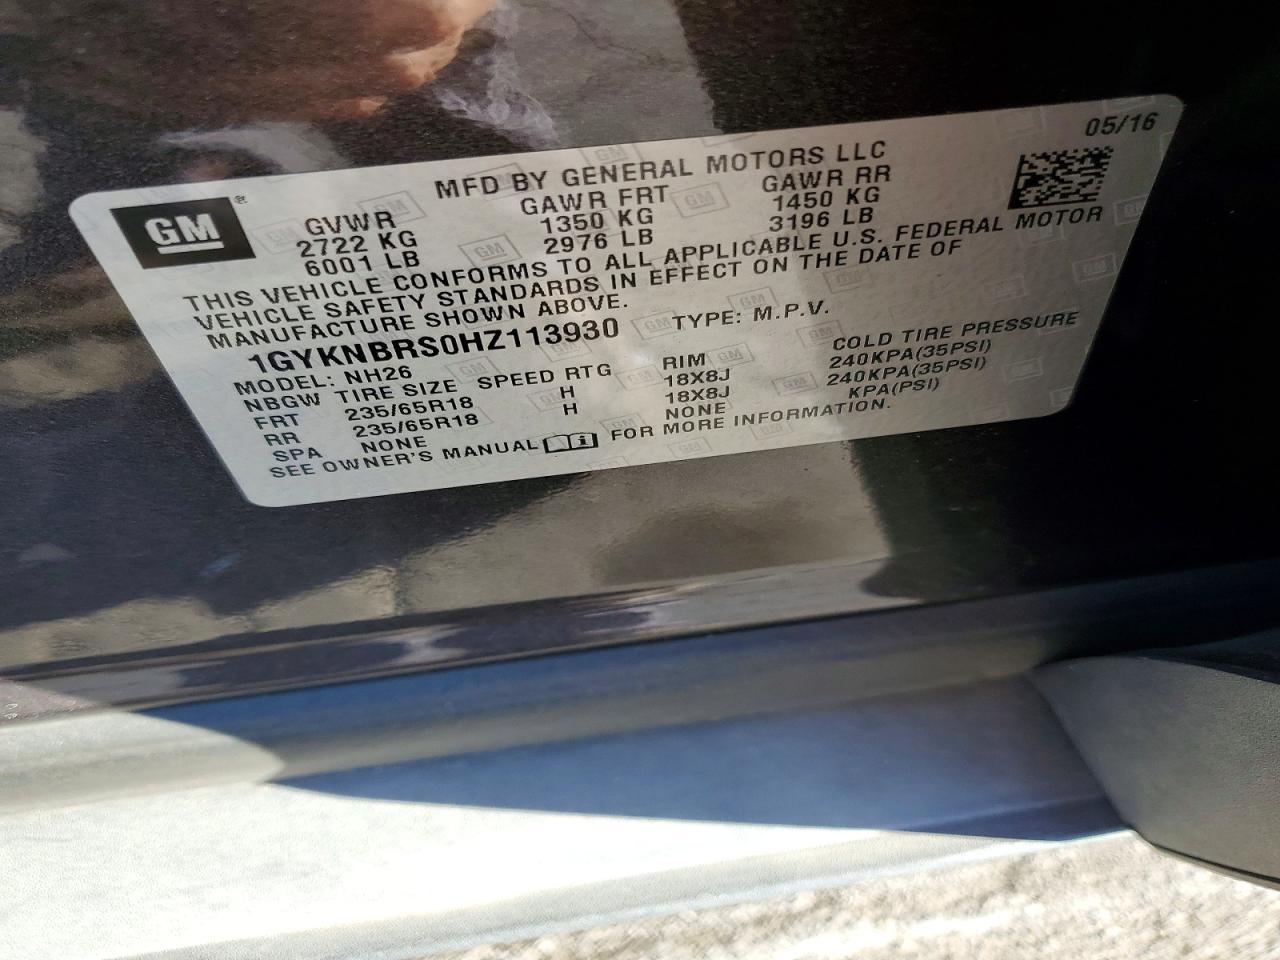 05/16
MFD BY GENERAL MOTORS LLC
GM®
GVWR GAWR FRT GAWR RR
2722 KG 1350 KG 1450 KG
6001 LB 2976 LB 3196 LB
THIS VEHICLE CONFORMS TO ALL APPLICABLE U.S. FEDERAL MOTOR
VEHICLE SAFETY STANDARDS IN EFFECT ON THE DATE OF
MANUFACTURE SHOWN ABOVE.
1GYKNBRS0HZ113930 TYPE: M.P.V.
MODEL: NH26
NBGW TIRE SIZE SPEED RTG RIM COLD TIRE PRESSURE
FRT 235/65R18 H 18X8J 240KPA(35PSI)
RR 235/65R18 H 18X8J 240KPA(35PSI)
SPA NONE NONE KPA(PSI)
SEE OWNER'S MANUAL i FOR MORE INFORMATION.